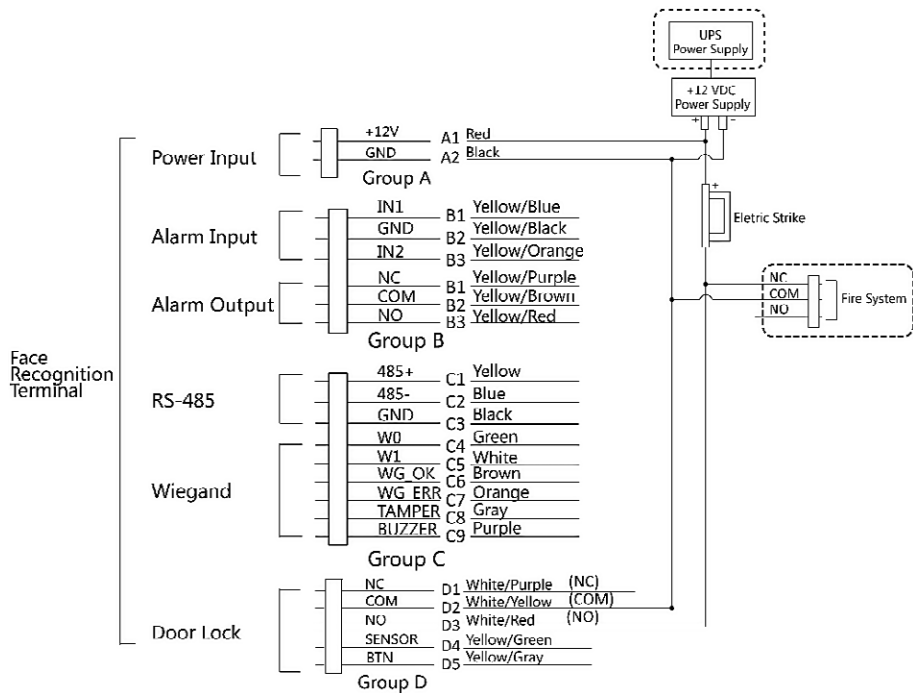 UPS
Power Supply
+12 VDC
Power Supply
+ −
Power Input
+12V A1 Red
GND A2 Black
Group A
+
Eletric Strike
Alarm Input
IN1 B1 Yellow/Blue
GND B2 Yellow/Black
IN2 B3 Yellow/Orange
Alarm Output
NC B1 Yellow/Purple
COM B2 Yellow/Brown
NO B3 Yellow/Red
Group B
NC
COM
NO
Fire System
Face
Recognition
Terminal
RS-485
485+ C1 Yellow
485- C2 Blue
GND C3 Black
Wiegand
W0 C4 Green
W1 C5 White
WG_OK C6 Brown
WG_ERR C7 Orange
TAMPER C8 Gray
BUZZER C9 Purple
Group C
Door Lock
NC D1 White/Purple (NC)
COM D2 White/Yellow (COM)
NO D3 White/Red (NO)
SENSOR D4 Yellow/Green
BTN D5 Yellow/Gray
Group D